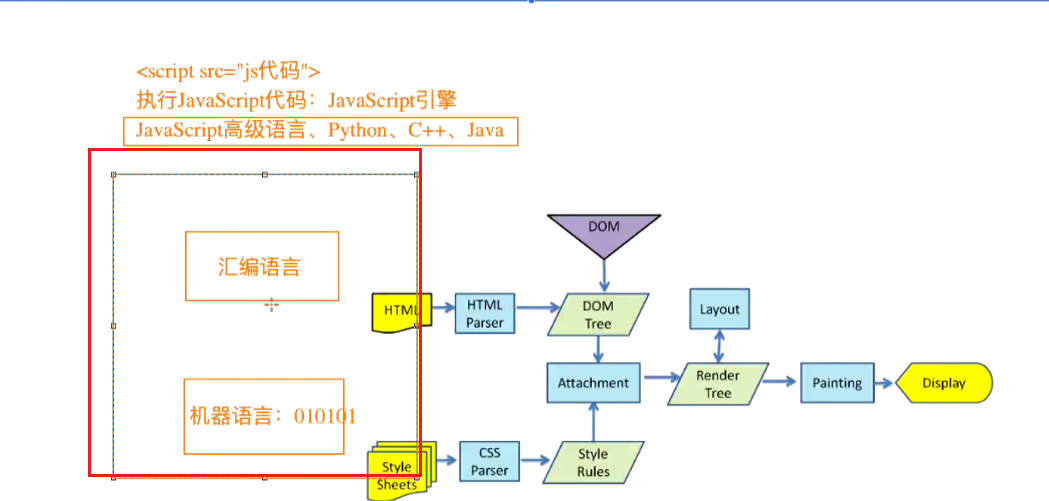 <script src="js代码">
执行JavaScript代码：JavaScript引擎
JavaScript高级语言、Python、C++、Java
汇编语言
机器语言：010101
DOM
HTML
HTML
Parser
DOM
Tree
Layout
Attachment
Render
Tree
Painting
Display
Style
Sheets
CSS
Parser
Style
Rules